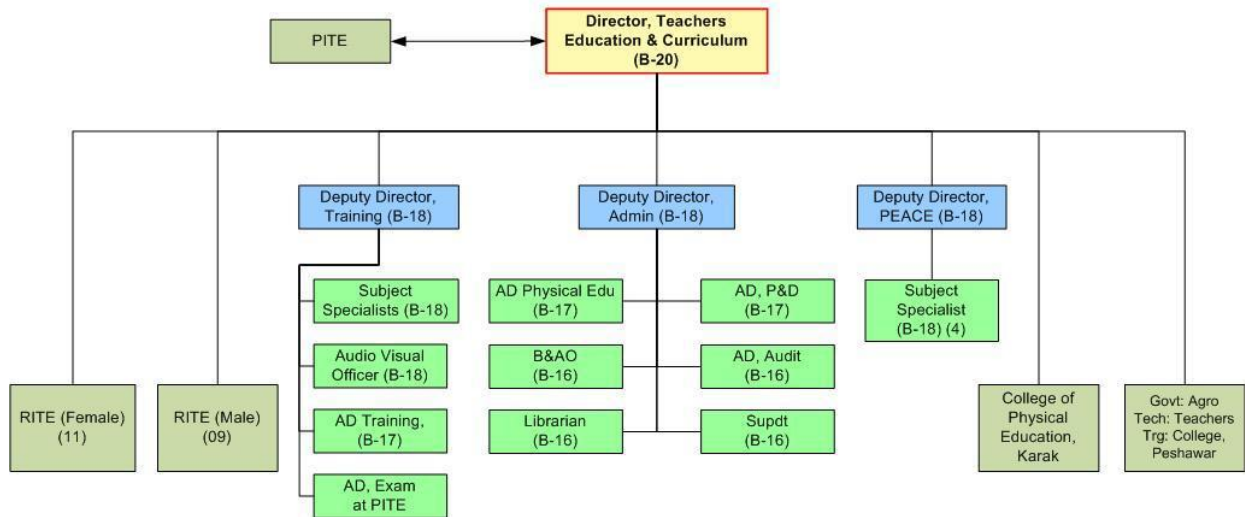 PITE
Director, Teachers
Education & Curriculum
(B-20)
Deputy Director,
Training (B-18)
Deputy Director,
Admin (B-18)
Deputy Director,
PEACE (B-18)
Subject
Specialists (B-18)
AD Physical Edu
(B-17)
AD, P&D
(B-17)
Subject
Specialist
(B-18) (4)
Audio Visual
Officer (B-18)
B&AO
(B-16)
AD, Audit
(B-16)
RITE (Female)
(11)
RITE (Male)
(09)
AD Training,
(B-17)
Librarian
(B-16)
Supdt
(B-16)
College of
Physical
Education,
Karak
Govt: Agro
Tech: Teachers
Trg: College,
Peshawar
AD, Exam
at PITE